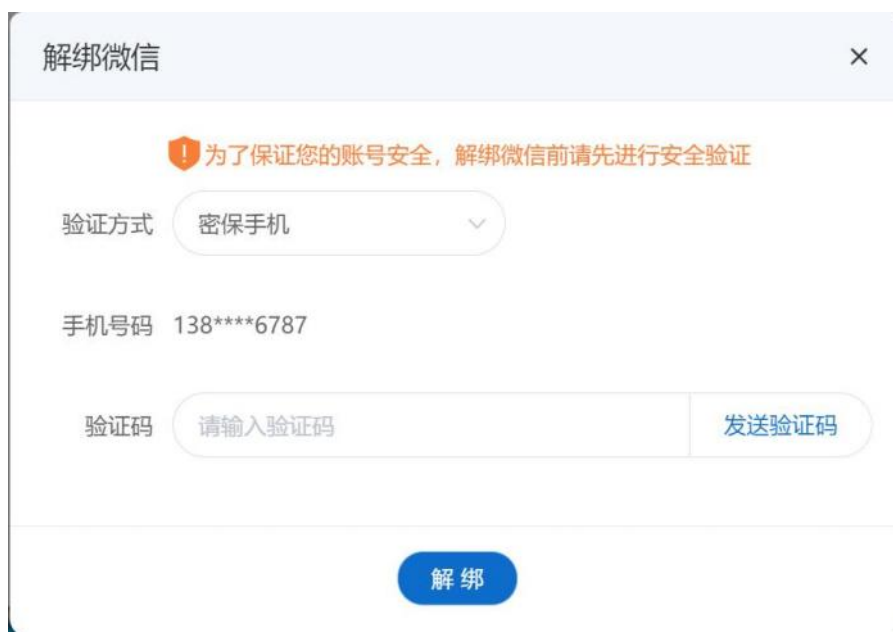 解绑微信
为了保证您的账号安全，解绑微信前请先进行安全验证
验证方式 密保手机
手机号码 138****6787
验证码 请输入验证码 发送验证码
解绑